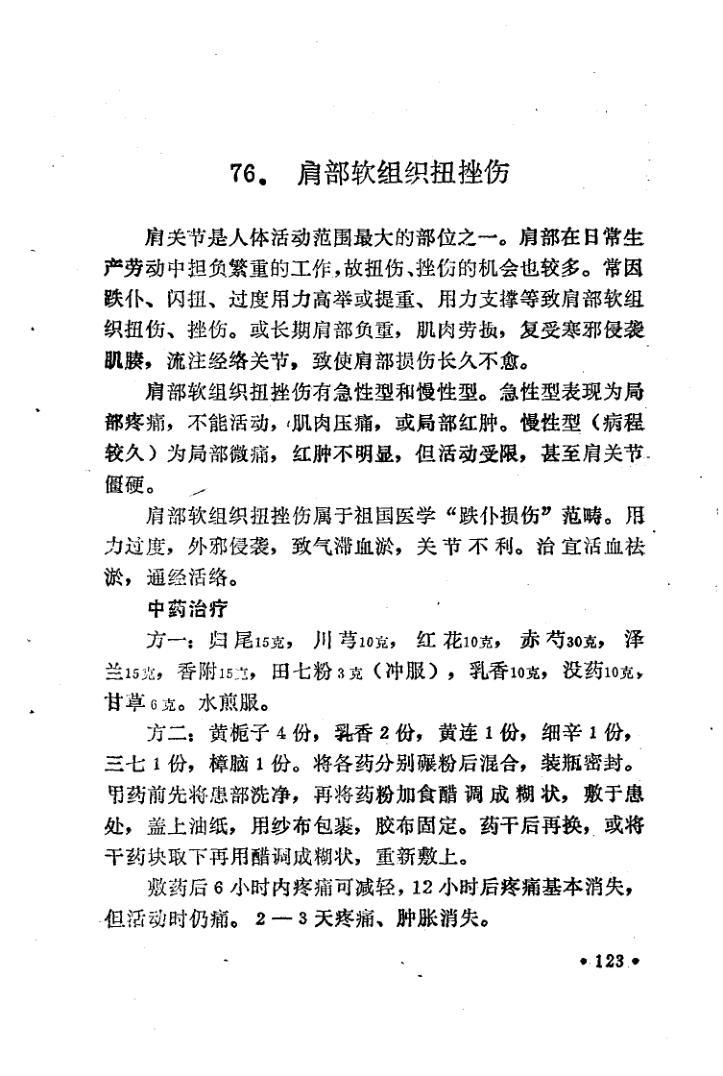 76． 肩部软组织扭挫伤
肩关节是人体活动范围最大的部位之一。肩部在日常生
产劳动中担负繁重的工作，故扭伤、挫伤的机会也较多。常因
跌仆、闪扭、过度用力高举或提重、用力支撑等致肩部软组
织扭伤、挫伤。或长期肩部负重，肌肉劳损，复受寒邪侵袭
肌腠，流注经络关节，致使肩部损伤长久不愈。
肩部软组织扭挫伤有急性型和慢性型。急性型表现为局
部疼痛，不能活动，肌肉压痛，或局部红肿。慢性型（病程
较久）为局部微痛，红肿不明显，但活动受限，甚至肩关节
僵硬。
肩部软组织扭挫伤属于祖国医学“跌仆损伤”范畴。用
力过度，外邪侵袭，致气滞血淤，关节不利。治宜活血祛
淤，通经活络。
中药治疗
方一：归尾15克，川芎10克，红花10克，赤芍30克，泽
兰15克，香附15克，田七粉3克（冲服），乳香10克，没药10克，
甘草6克。水煎服。
方二：黄栀子4份，乳香2份，黄连1份，细辛1份，
三七1份，樟脑1份。将各药分别碾粉后混合，装瓶密封。
用药前先将患部洗净，再将药粉加食醋调成糊状，敷于患
处，盖上油纸，用纱布包装，胶布固定。药干后再换，或将
干药块取下再用醋调成糊状，重新敷上。
敷药后6小时内疼痛可减轻，12小时后疼痛基本消失，
但活动时仍痛。2—3天疼痛、肿胀消失。
•123•